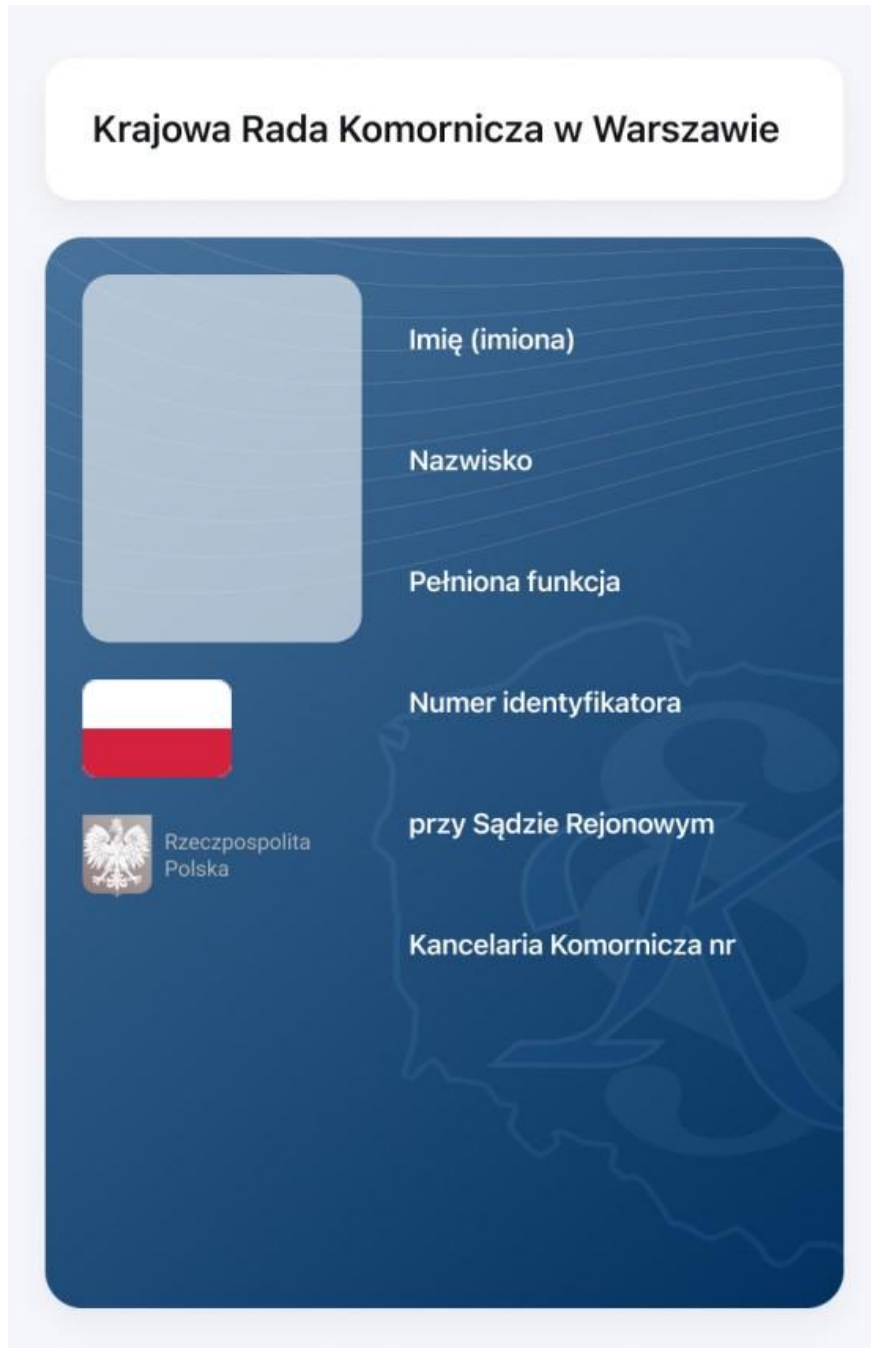 Krajowa Rada Komornicza w Warszawie
Imię (imiona)
Nazwisko
Pełniona funkcja
Numer identyfikatora
przy Sądzie Rejonowym
Kancelaria Komornicza nr
Rzeczpospolita
Polska